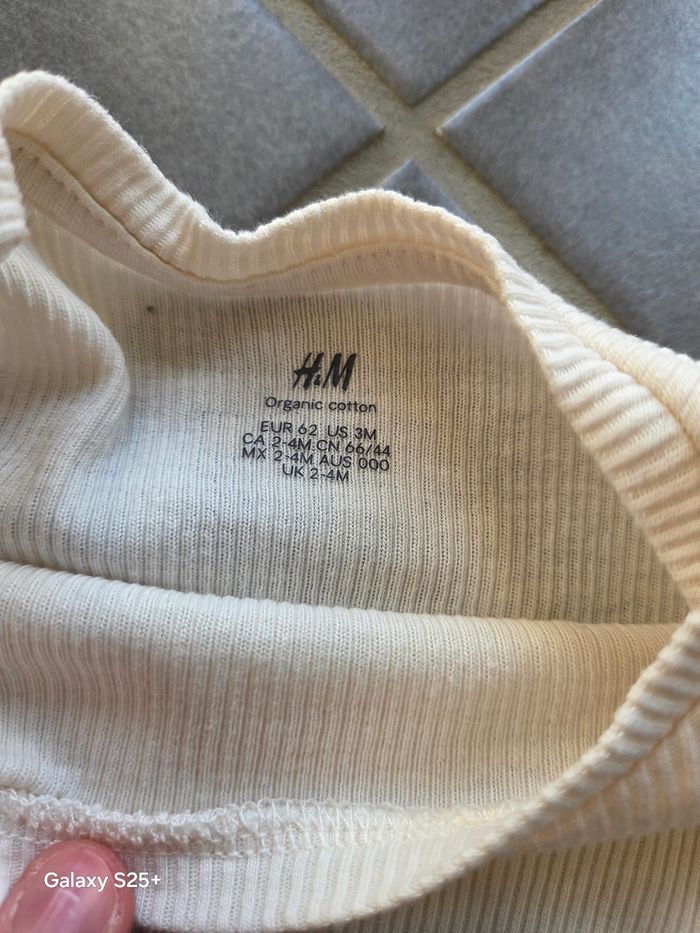 H&M
Organic cotton
EUR 62 US 3M
CA 2-4M CN 66/44
MX 2-4M AUS 000
UK 2-4M
Galaxy S25+